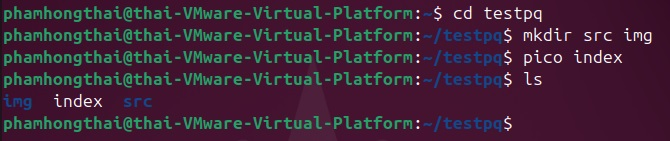 phamhongthai@thai-VMware-Virtual-Platform:~$ cd testpq
phamhongthai@thai-VMware-Virtual-Platform:~/testpq$ mkdir src img
phamhongthai@thai-VMware-Virtual-Platform:~/testpq$ pico index
phamhongthai@thai-VMware-Virtual-Platform:~/testpq$ ls
img  index  src
phamhongthai@thai-VMware-Virtual-Platform:~/testpq$